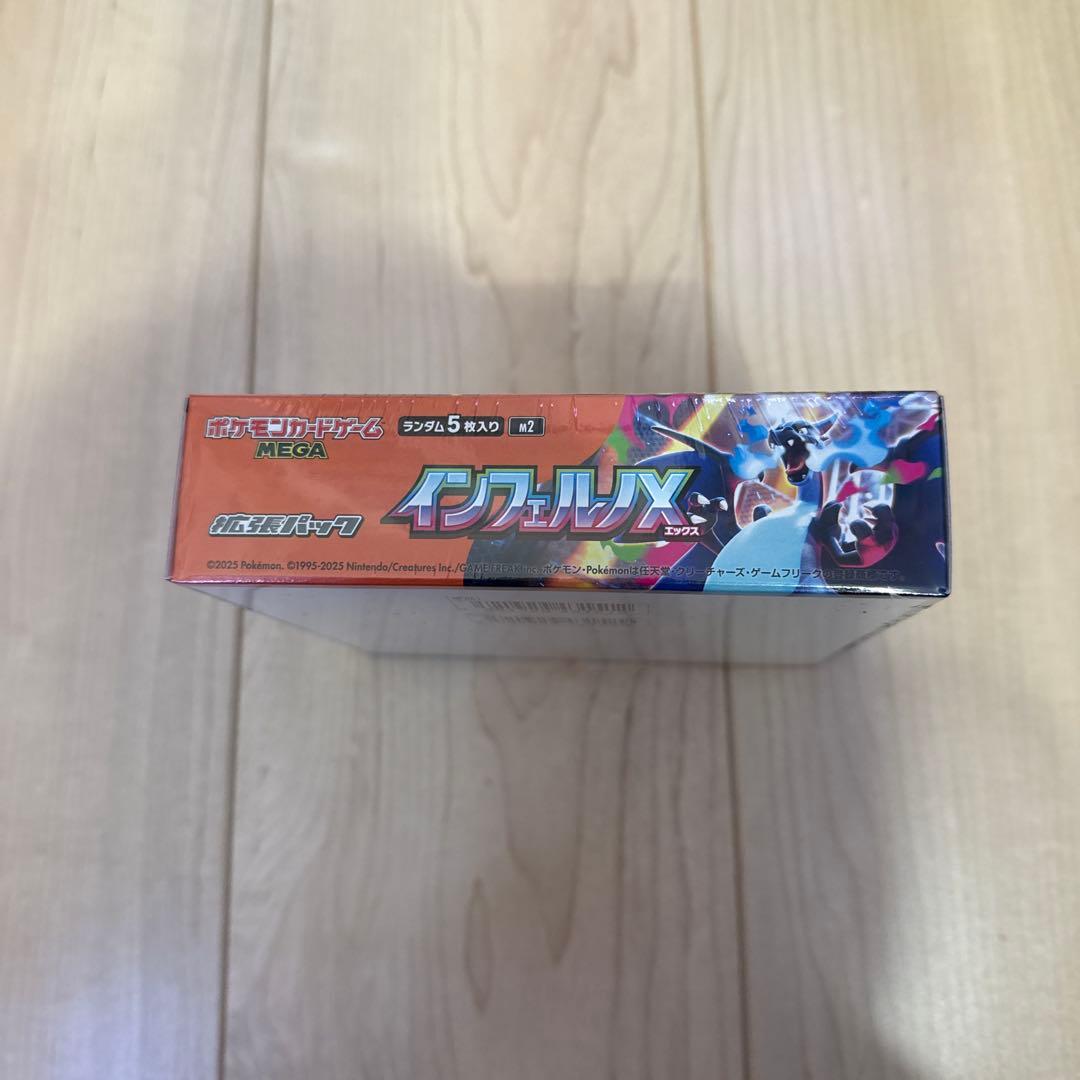 ポケモンカードゲーム
MEGA
ランダム5枚入り M2
拡張パック
インフェルノX
エックス
©2025 Pokémon. ©1995-2025 Nintendo/Creatures Inc./GAME FREAK inc. ポケモン・Pokémonは任天堂・クリーチャーズ・ゲームフリークの登録商標です。